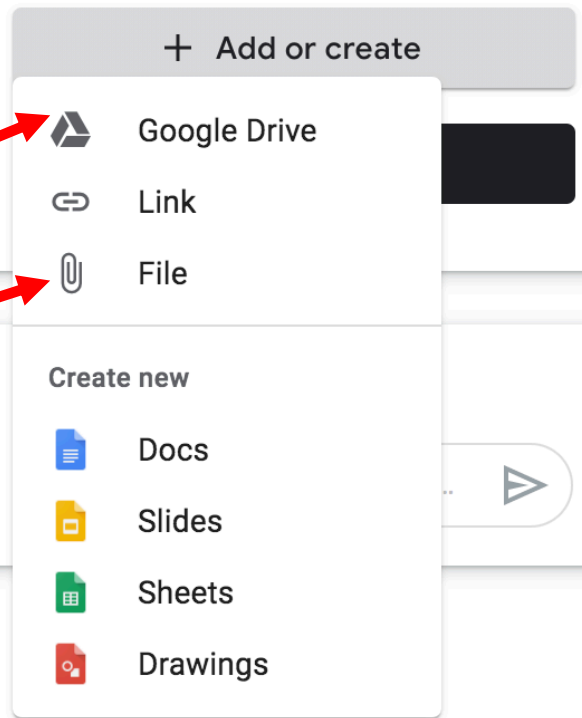 + Add or create
Google Drive
Link
File
Create new
Docs
Slides
Sheets
Drawings
..